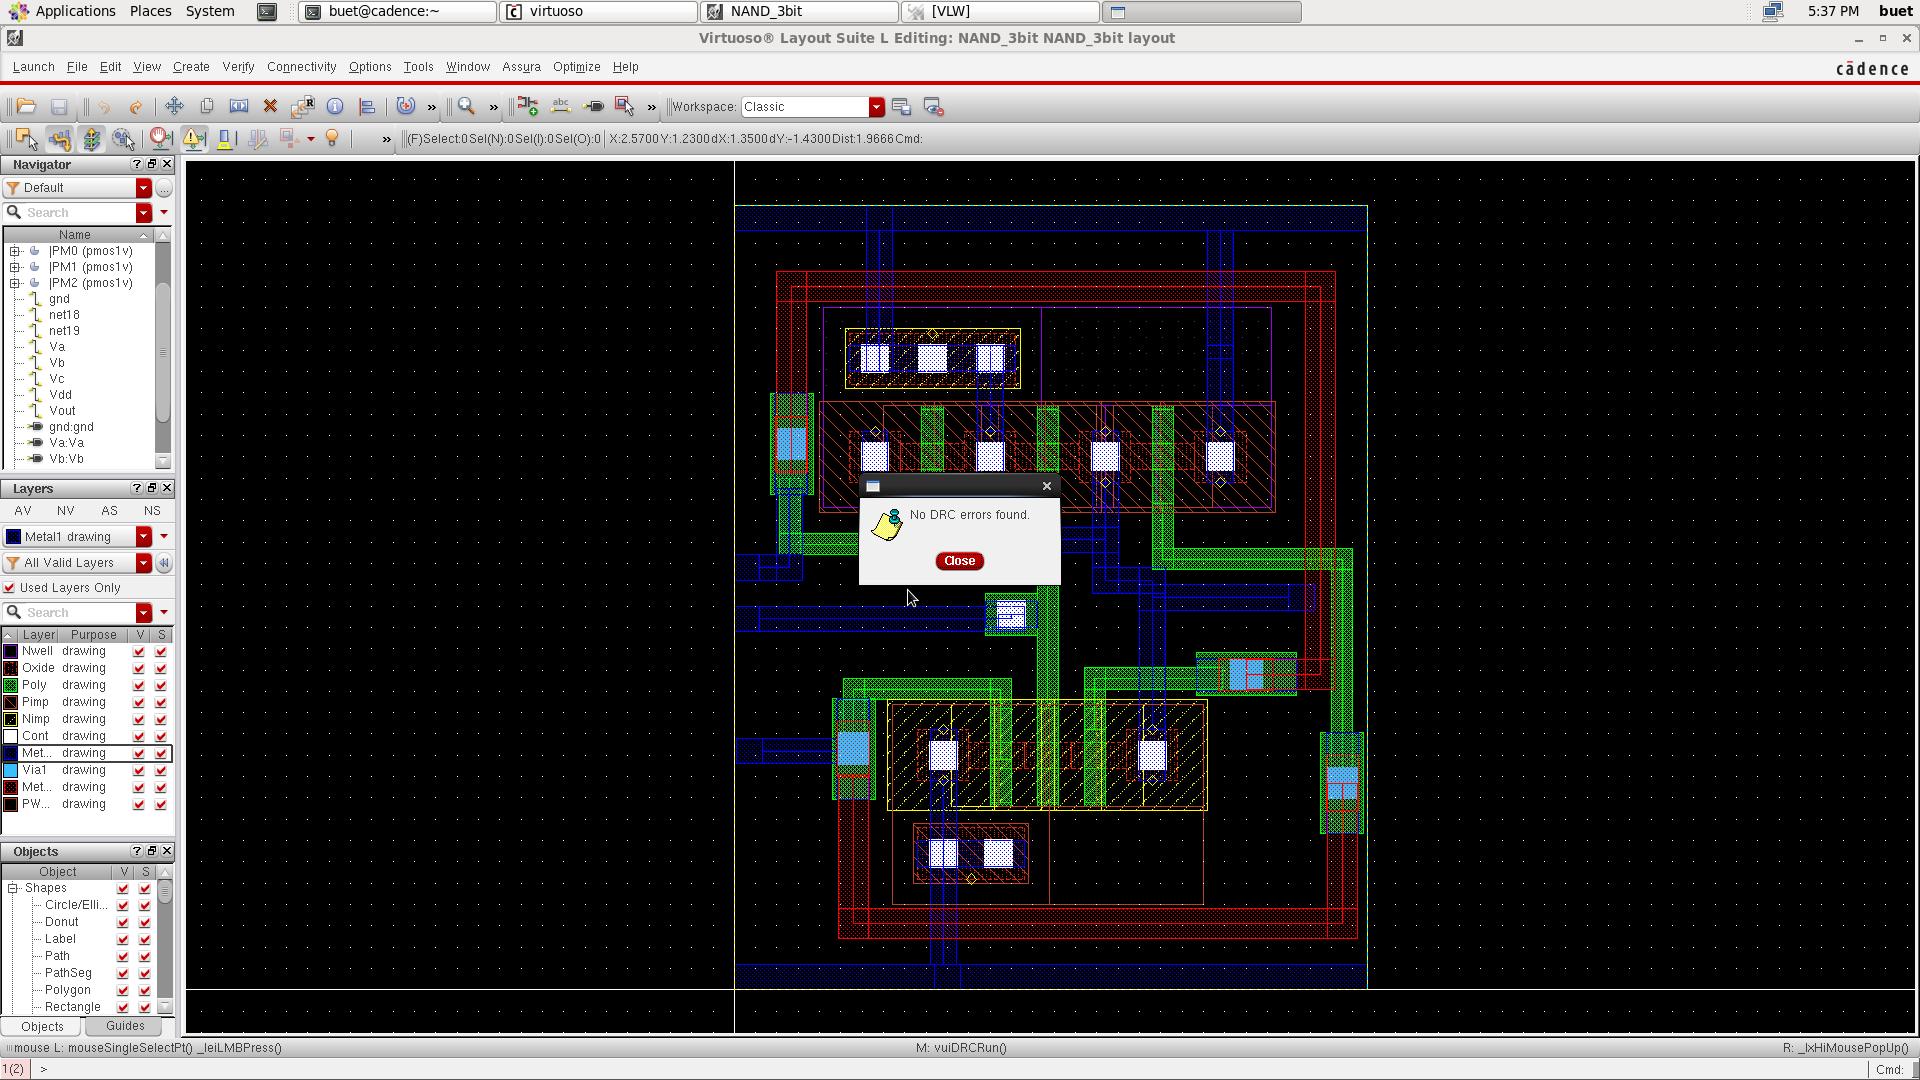 Applications Places System buet@cadence:~ virtuoso NAND_3bit [VLW] 5:37 PM buet
Virtuoso® Layout Suite L Editing: NAND_3bit NAND_3bit layout
Launch File Edit View Create Verify Connectivity Options Tools Window Assura Optimize Help cādence
Workspace: Classic
(F)Select:0 Sel(N):0 Sel(I):0 Sel(O):0 X:2.5700 Y:1.2300 dX:1.3500 dY:-1.4300 Dist:1.9666 Cmd:
Navigator
Default
Search
Name
|PM0 (pmos1v)
|PM1 (pmos1v)
|PM2 (pmos1v)
gnd
net18
net19
Va
Vb
Vc
Vdd
Vout
gnd:gnd
Va:Va
Vb:Vb
Layers
AV NV AS NS
Metal1 drawing
All Valid Layers
Used Layers Only
Search
Layer Purpose V S
Nwell drawing
Oxide drawing
Poly drawing
Pimp drawing
Nimp drawing
Cont drawing
Met... drawing
Via1 drawing
Met... drawing
PW... drawing
Objects
Object V S
Shapes
Circle/Elli...
Donut
Label
Path
PathSeg
Polygon
Rectangle
Objects Guides
No DRC errors found.
Close
mouse L: mouseSingleSelectPt() _leiLMBPress() M: vuiDRCRun() R: _lxHiMousePopUp()
1(2) > Cmd: